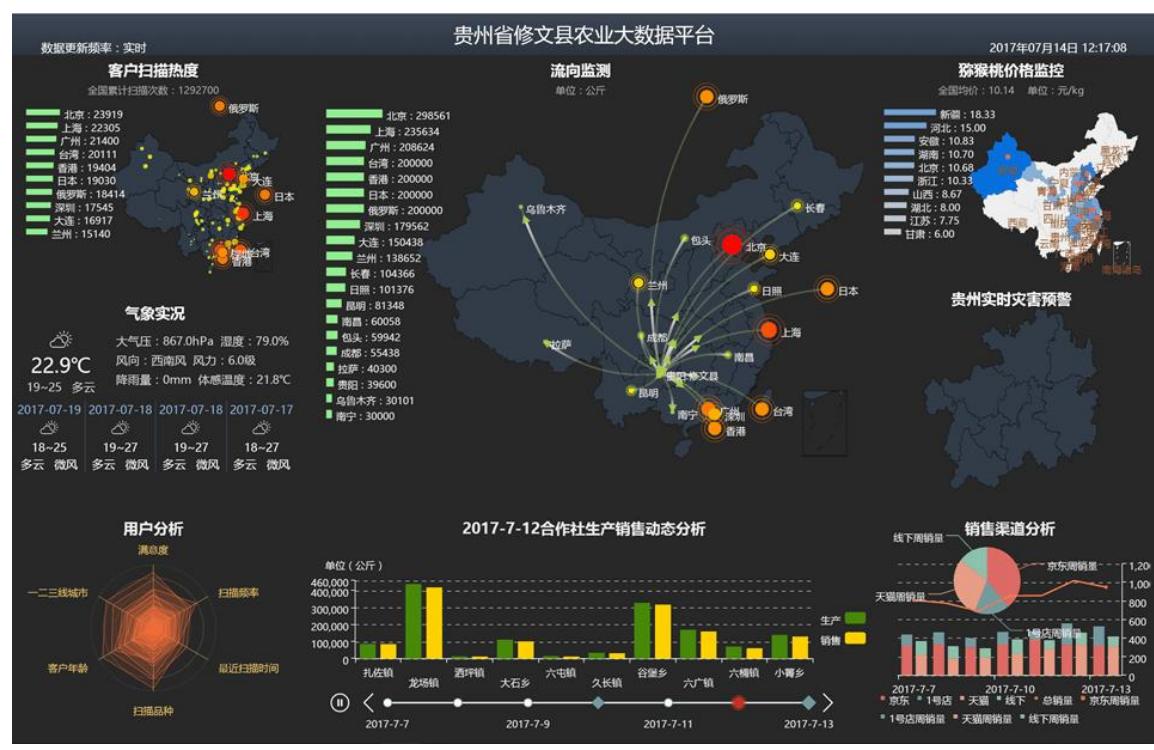 贵州省修文县农业大数据平台
数据更新频率：实时
2017年07月14日 12:17:08
客户扫描热度
全国累计扫描次数：1292700
北京：23919
上海：22305
广州：21400
台湾：20111
香港：19404
日本：19030
俄罗斯：18414
深圳：17545
大连：16917
兰州：15140
俄罗斯
大连
兰州
日本
上海
台湾
香港
气象实况
22.9℃
19~25 多云
大气压：867.0hPa 湿度：79.0%
风向：西南风 风力：6.0级
降雨量：0mm 体感温度：21.8℃
2017-07-19 2017-07-18 2017-07-18 2017-07-17
18~25 19~27 19~27 18~27
多云 微风 多云 微风 多云 微风 多云 微风
用户分析
满意度
一二三线城市
扫描频率
客户年龄
最近扫描时间
扫描品种
流向监测
单位：公斤
北京：298561
上海：235634
广州：208624
台湾：200000
香港：200000
日本：200000
俄罗斯：200000
深圳：179562
大连：150438
兰州：138652
长春：104366
日照：101376
昆明：81348
南昌：60058
包头：59942
成都：55438
拉萨：40300
贵阳：39600
乌鲁木齐：30101
南宁：30000
俄罗斯
乌鲁木齐
长春
包头
北京
大连
兰州
日照
日本
上海
成都
拉萨
南昌
贵阳 修文县
昆明
南宁
广州
台湾
深圳
香港
2017-7-12合作社生产销售动态分析
单位（公斤）
460,000
400,000
300,000
200,000
100,000
0
生产
销售
扎佐镇
龙场镇
洒坪镇
大石乡
六屯镇
久长镇
谷堡乡
六广镇
六桶镇
小箐乡
2017-7-7
2017-7-9
2017-7-11
2017-7-13
猕猴桃价格监控
全国均价：10.14 单位：元/kg
新疆：18.33
河北：15.00
安徽：10.83
湖南：10.70
北京：10.68
浙江：10.33
山西：8.67
湖北：8.00
江苏：7.75
甘肃：6.00
黑龙江
西藏
南海诸岛
贵州实时灾害预警
销售渠道分析
线下周销量
京东周销量
天猫周销量
1号店周销量
1,20
1,00
800
600
400
200
0
2017-7-7
2017-7-10
2017-7-13
京东 1号店 天猫 线下 总销量 京东周销量
1号店周销量 天猫周销量 线下周销量